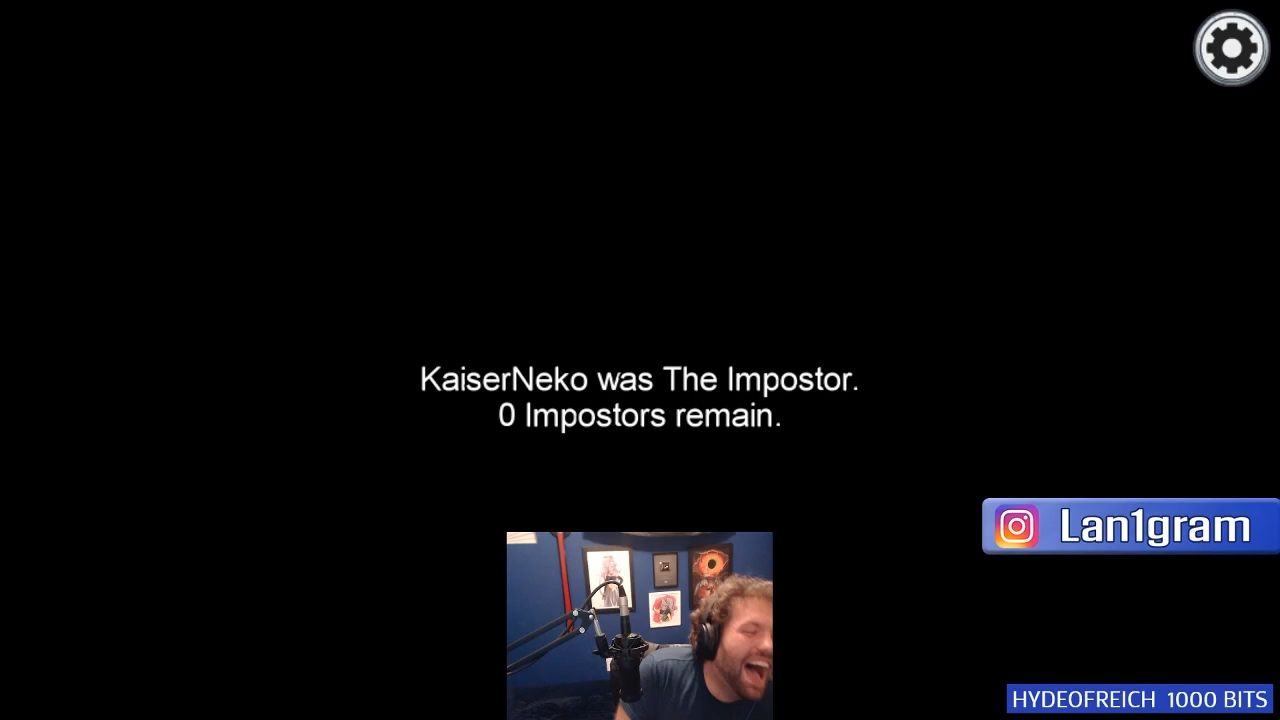 KaiserNeko was The Impostor.
0 Impostors remain.
Lan1gram
HYDEOFREICH 1000 BITS